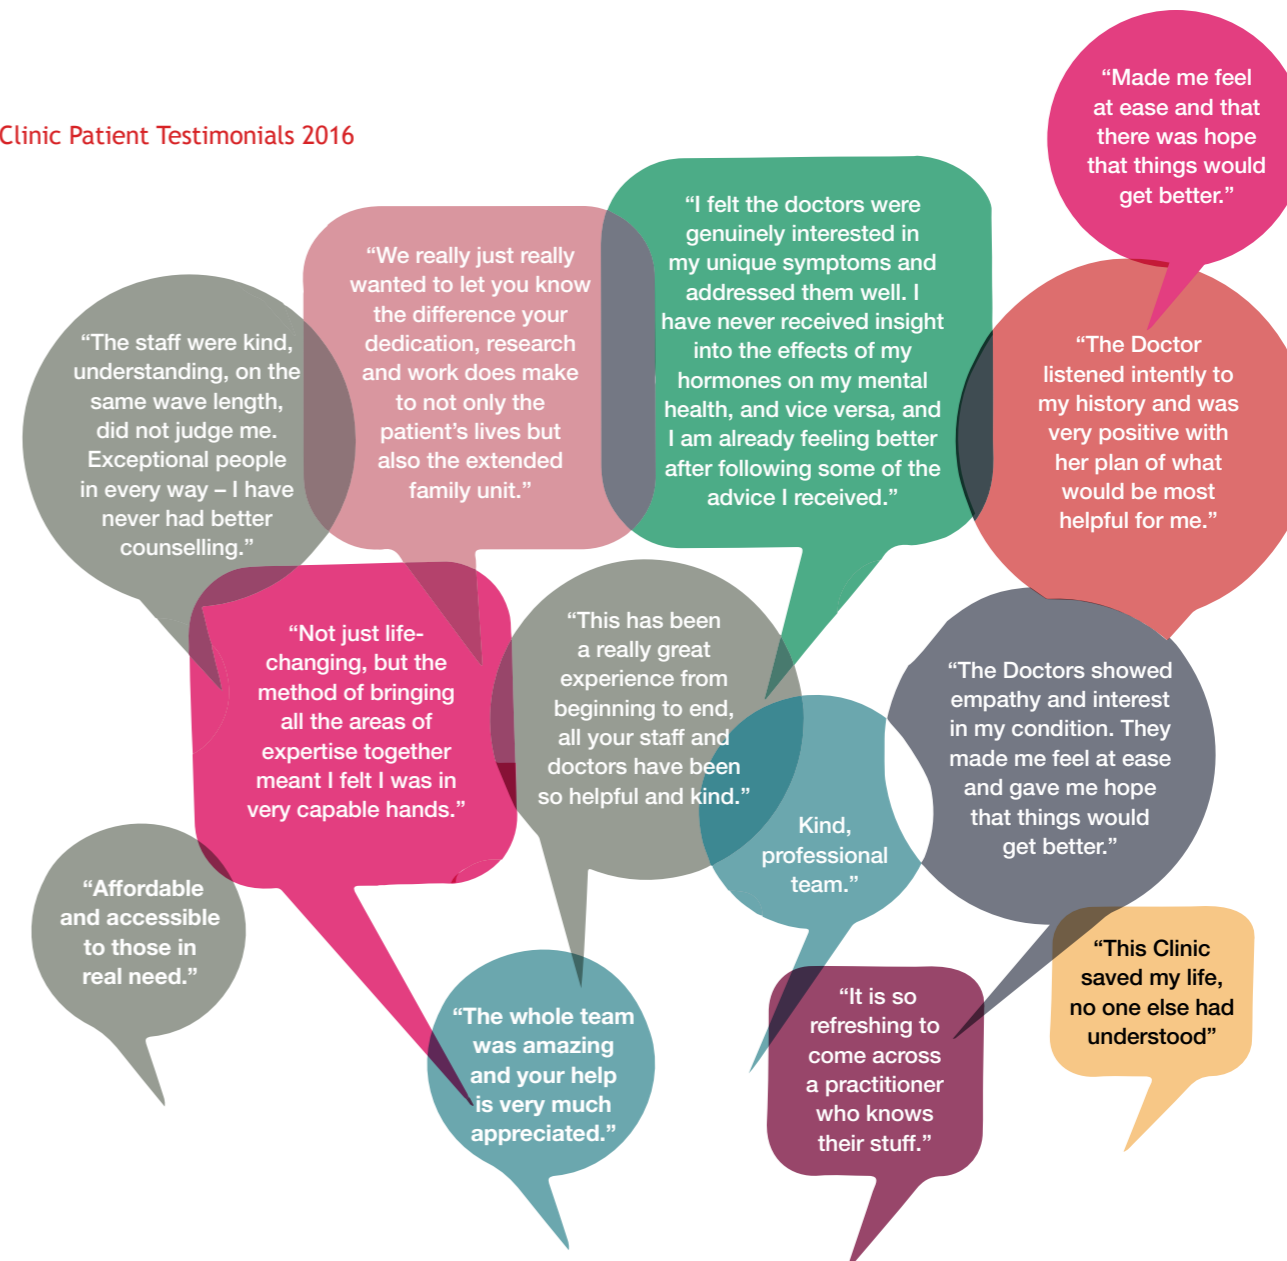 Clinic Patient Testimonials 2016
“Made me feel
at ease and that
there was hope
that things would
get better.”
“I felt the doctors were
genuinely interested in
my unique symptoms and
addressed them well. I
have never received insight
into the effects of my
hormones on my mental
health, and vice versa, and
I am already feeling better
after following some of the
advice I received.”
“We really just really
wanted to let you know
the difference your
dedication, research
and work does make
to not only the
patient’s lives but
also the extended
family unit.”
“The staff were kind,
understanding, on the
same wave length,
did not judge me.
Exceptional people
in every way – I have
never had better
counselling.”
“The Doctor
listened intently to
my history and was
very positive with
her plan of what
would be most
helpful for me.”
“Not just life-
changing, but the
method of bringing
all the areas of
expertise together
meant I felt I was in
very capable hands.”
“This has been
a really great
experience from
beginning to end,
all your staff and
doctors have been
so helpful and kind.”
“The Doctors showed
empathy and interest
in my condition. They
made me feel at ease
and gave me hope
that things would
get better.”
Kind,
professional
team.”
“Affordable
and accessible
to those in
real need.”
“The whole team
was amazing
and your help
is very much
appreciated.”
“It is so
refreshing to
come across
a practitioner
who knows
their stuff.”
“This Clinic
saved my life,
no one else had
understood”